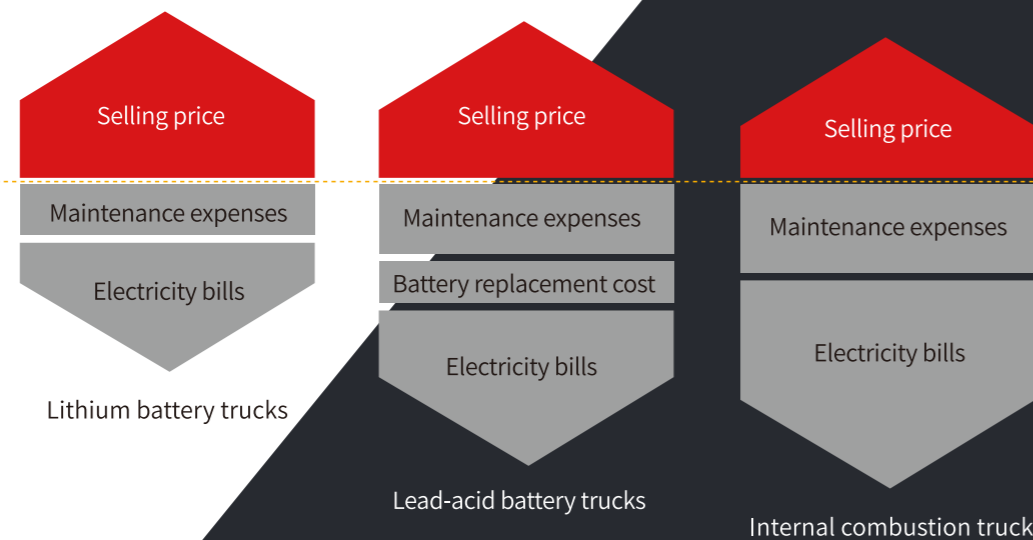 Selling price
Maintenance expenses
Electricity bills
Lithium battery trucks
Selling price
Maintenance expenses
Battery replacement cost
Electricity bills
Lead-acid battery trucks
Selling price
Maintenance expenses
Electricity bills
Internal combustion truck